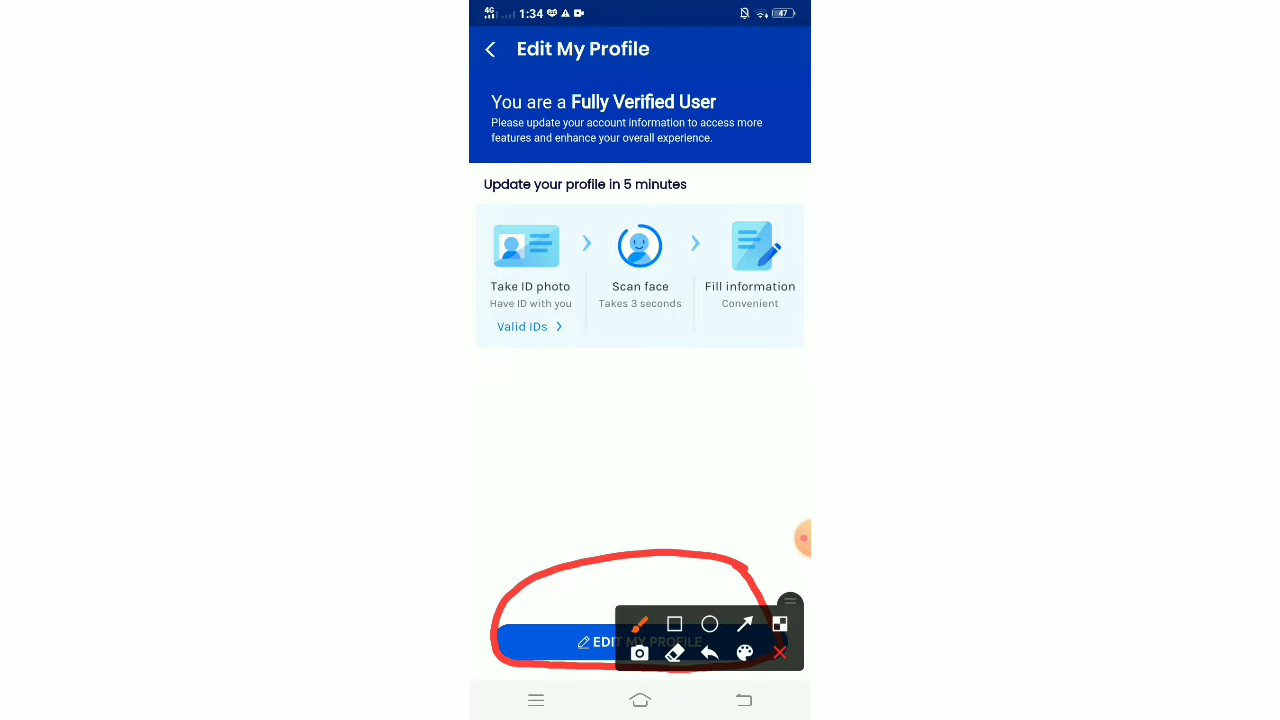 4G 1:34 47
Edit My Profile
You are a Fully Verified User
Please update your account information to access more
features and enhance your overall experience.
Update your profile in 5 minutes
Take ID photo
Have ID with you
Valid IDs
Scan face
Takes 3 seconds
Fill information
Convenient
EDIT MY PROFILE